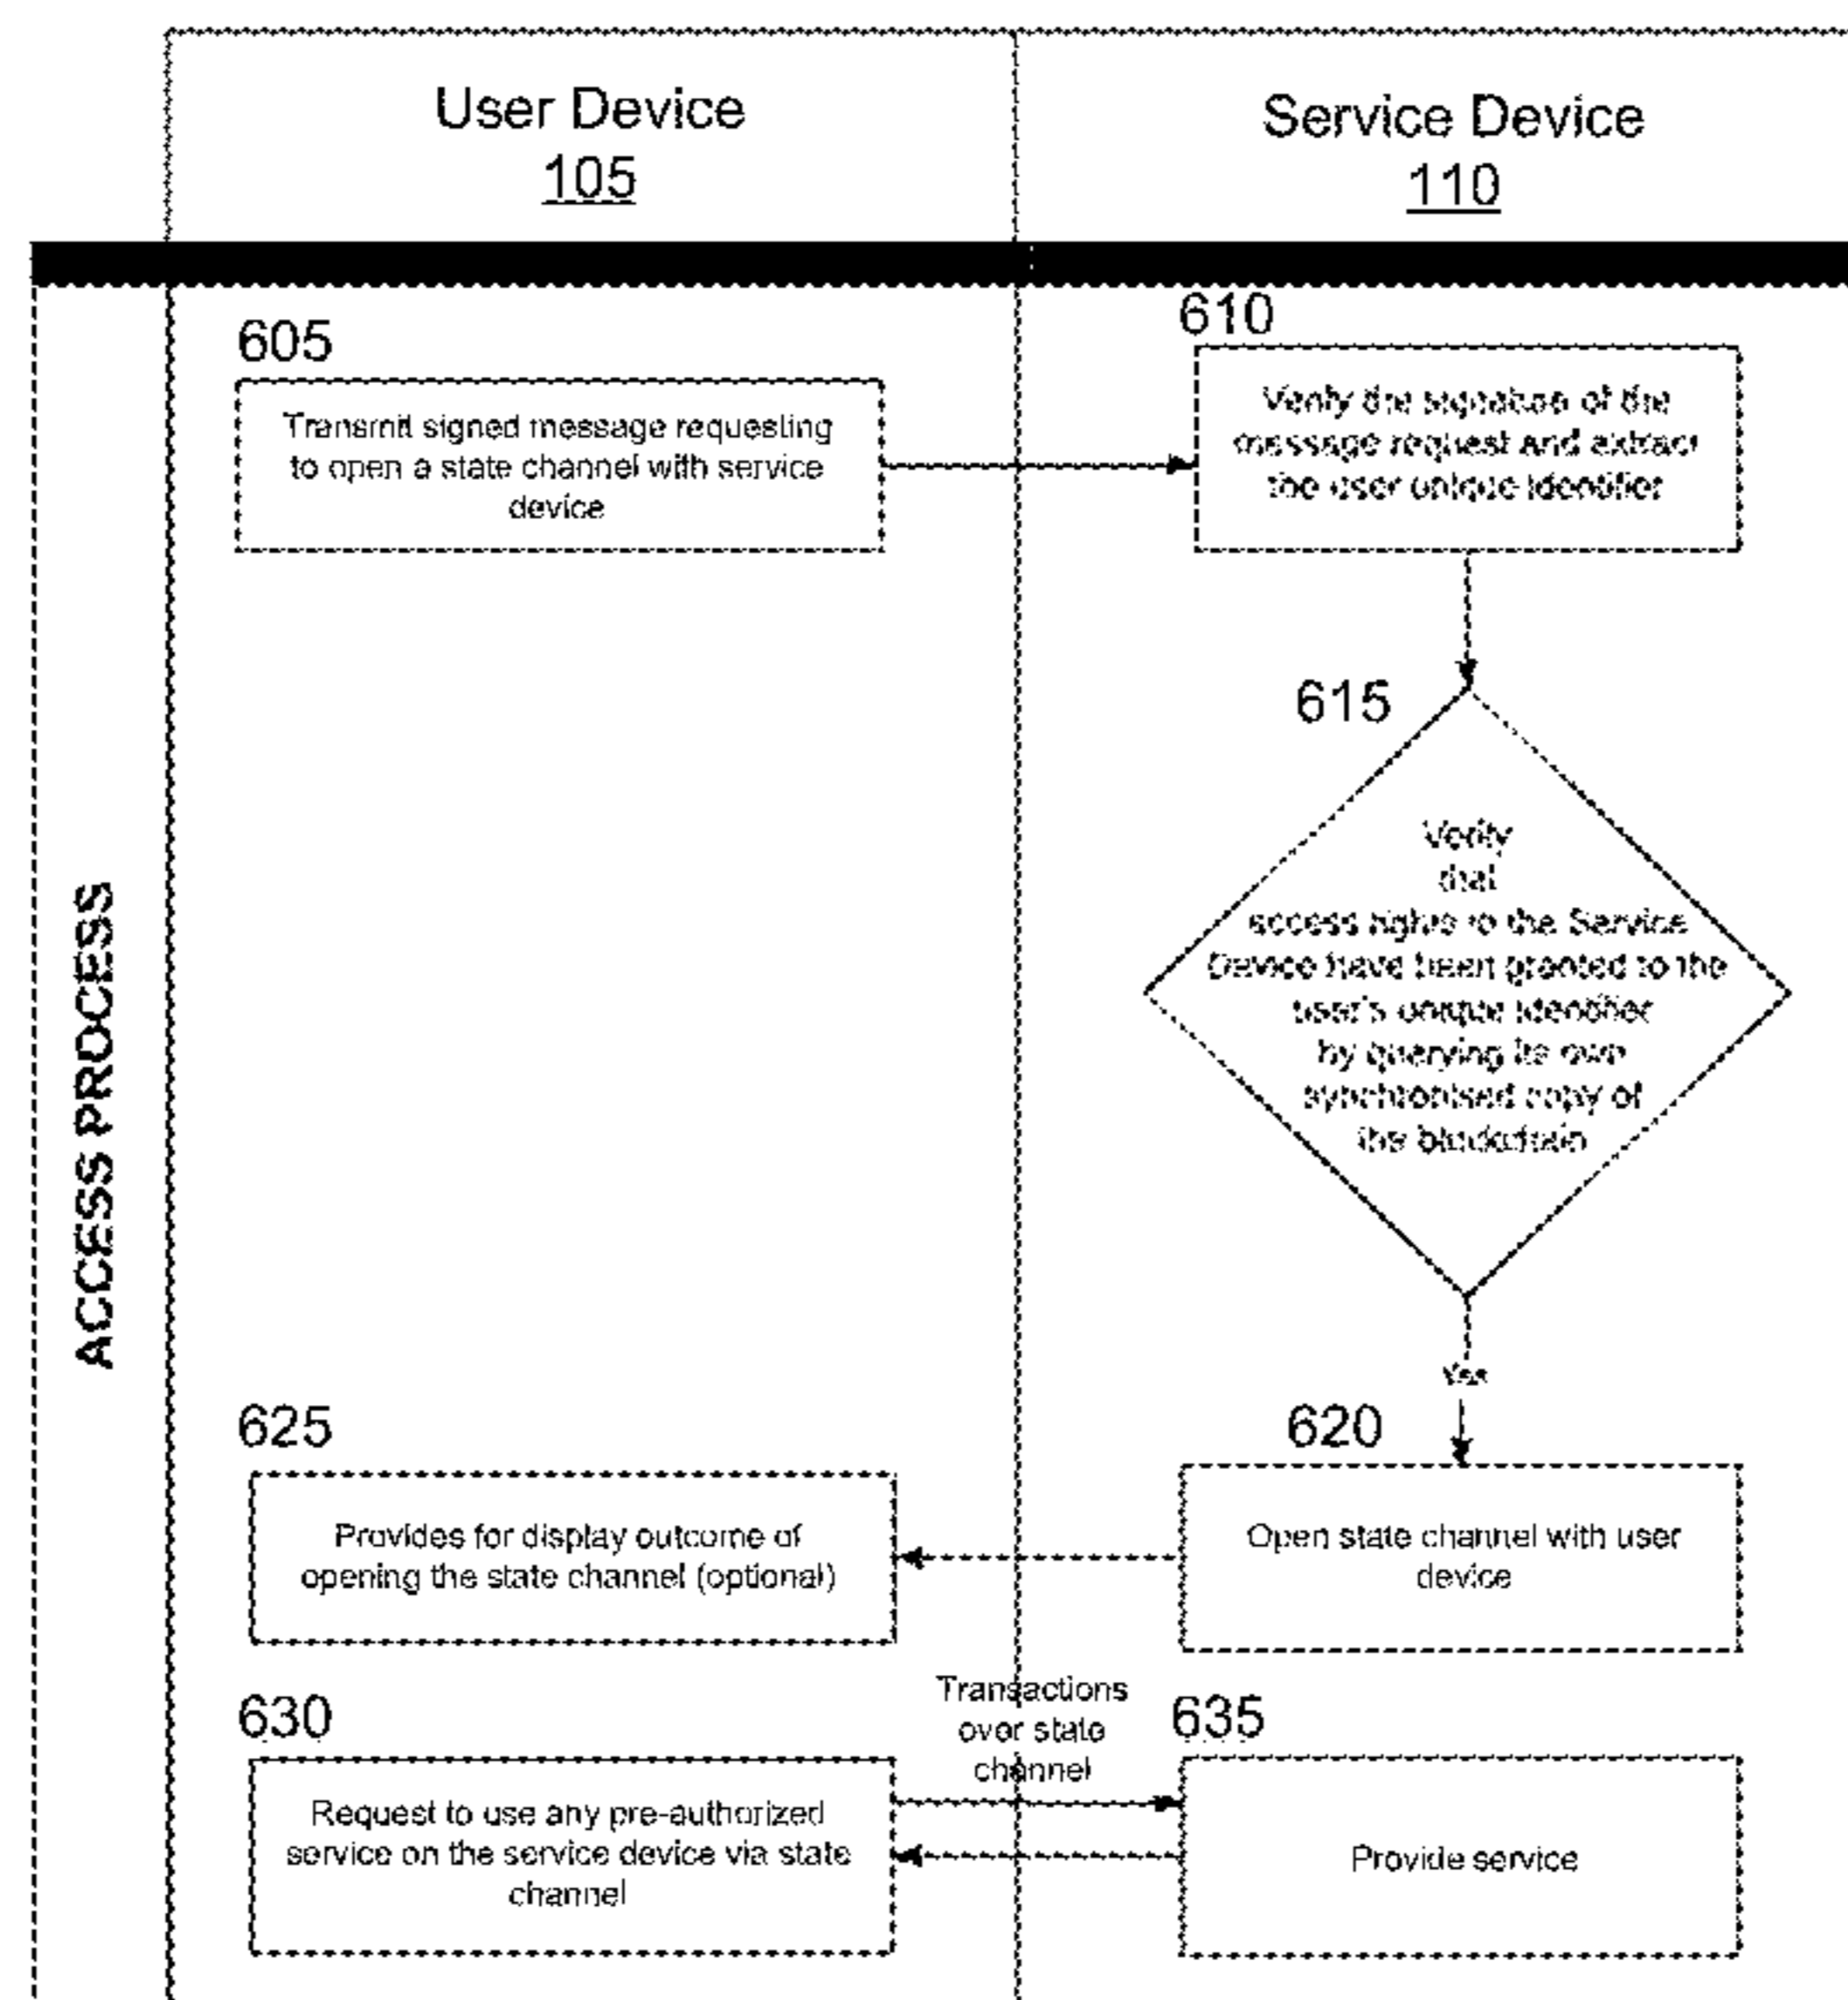 User Device
105
Service Device
110
ACCESS PROCESS
605
Transmit signed message requesting
to open a state channel with service
device
610
Verify the signature of the
message request and extract
the user unique identifier
615
Verify
that
access rights to the Service
Device have been granted to the
user's unique identifier
by querying its own
synchronised copy of
the blockchain
Yes
625
Provides for display outcome of
opening the state channel (optional)
620
Open state channel with user
device
Transactions
over state
channel
630
Request to use any pre-authorized
service on the service device via state
channel
635
Provide service